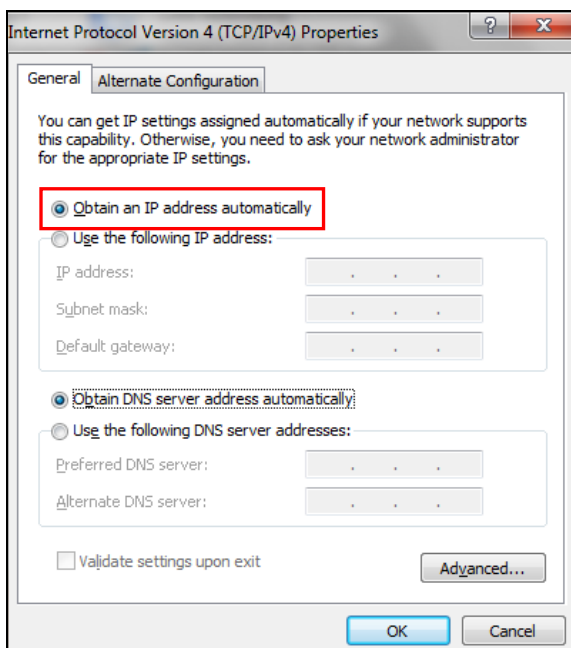 Internet Protocol Version 4 (TCP/IPv4) Properties
General
Alternate Configuration
You can get IP settings assigned automatically if your network supports
this capability. Otherwise, you need to ask your network administrator
for the appropriate IP settings.
Obtain an IP address automatically
Use the following IP address:
IP address:
Subnet mask:
Default gateway:
Obtain DNS server address automatically
Use the following DNS server addresses:
Preferred DNS server:
Alternate DNS server:
Validate settings upon exit
Advanced...
OK
Cancel